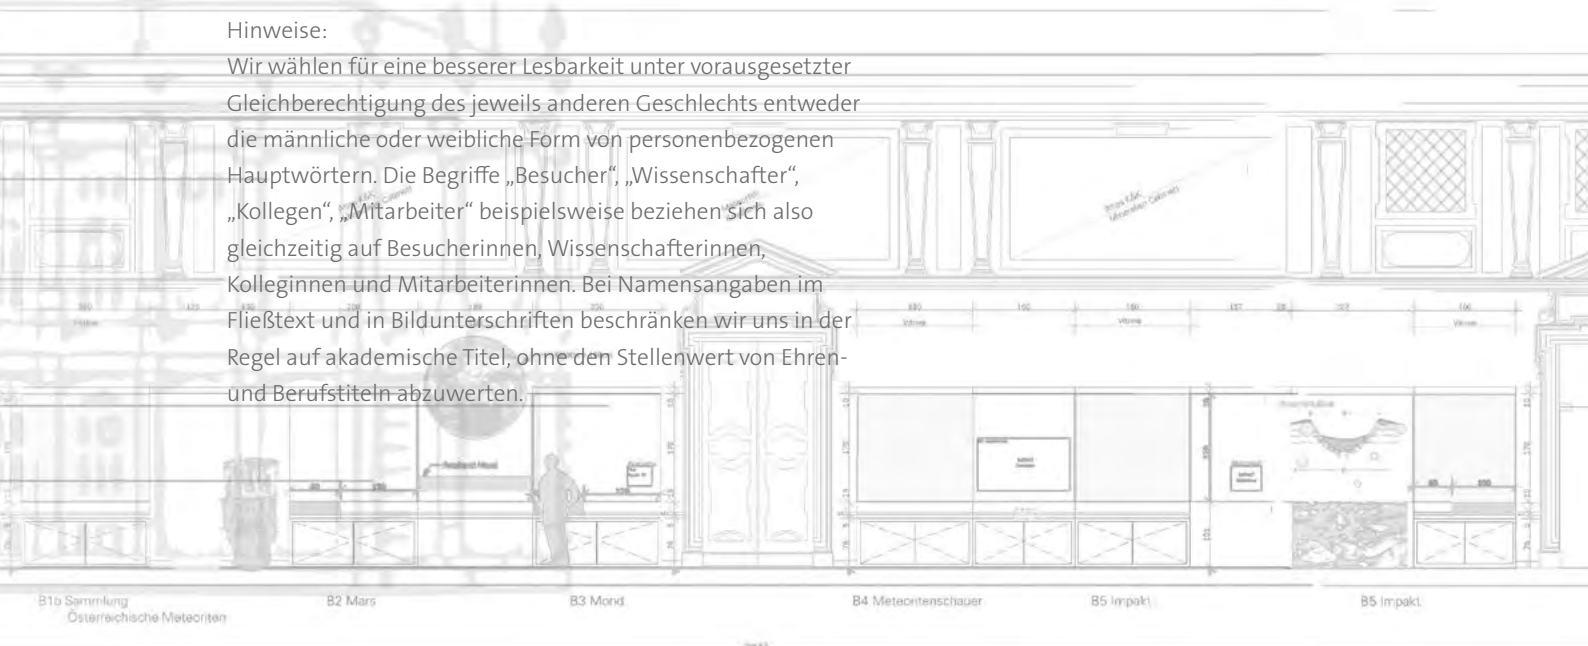 Hinweise:
Wir wählen für eine besserer Lesbarkeit unter vorausgesetzter
Gleichberechtigung des jeweils anderen Geschlechts entweder
die männliche oder weibliche Form von personenbezogenen
Hauptwörtern. Die Begriffe „Besucher“, „Wissenschafter“,
„Kollegen“, „Mitarbeiter“ beispielsweise beziehen sich also
gleichzeitig auf Besucherinnen, Wissenschafterinnen,
Kolleginnen und Mitarbeiterinnen. Bei Namensangaben im
Fließtext und in Bildunterschriften beschränken wir uns in der
Regel auf akademische Titel, ohne den Stellenwert von Ehren-
und Berufstiteln abzuwerten.
Vitrine Vitrine Vitrine
B1b Sammlung
Österreichische Meteoriten
B2 Mars
B3 Mond
B4 Meteoritenschauer
B5 Impakt
B5 Impakt